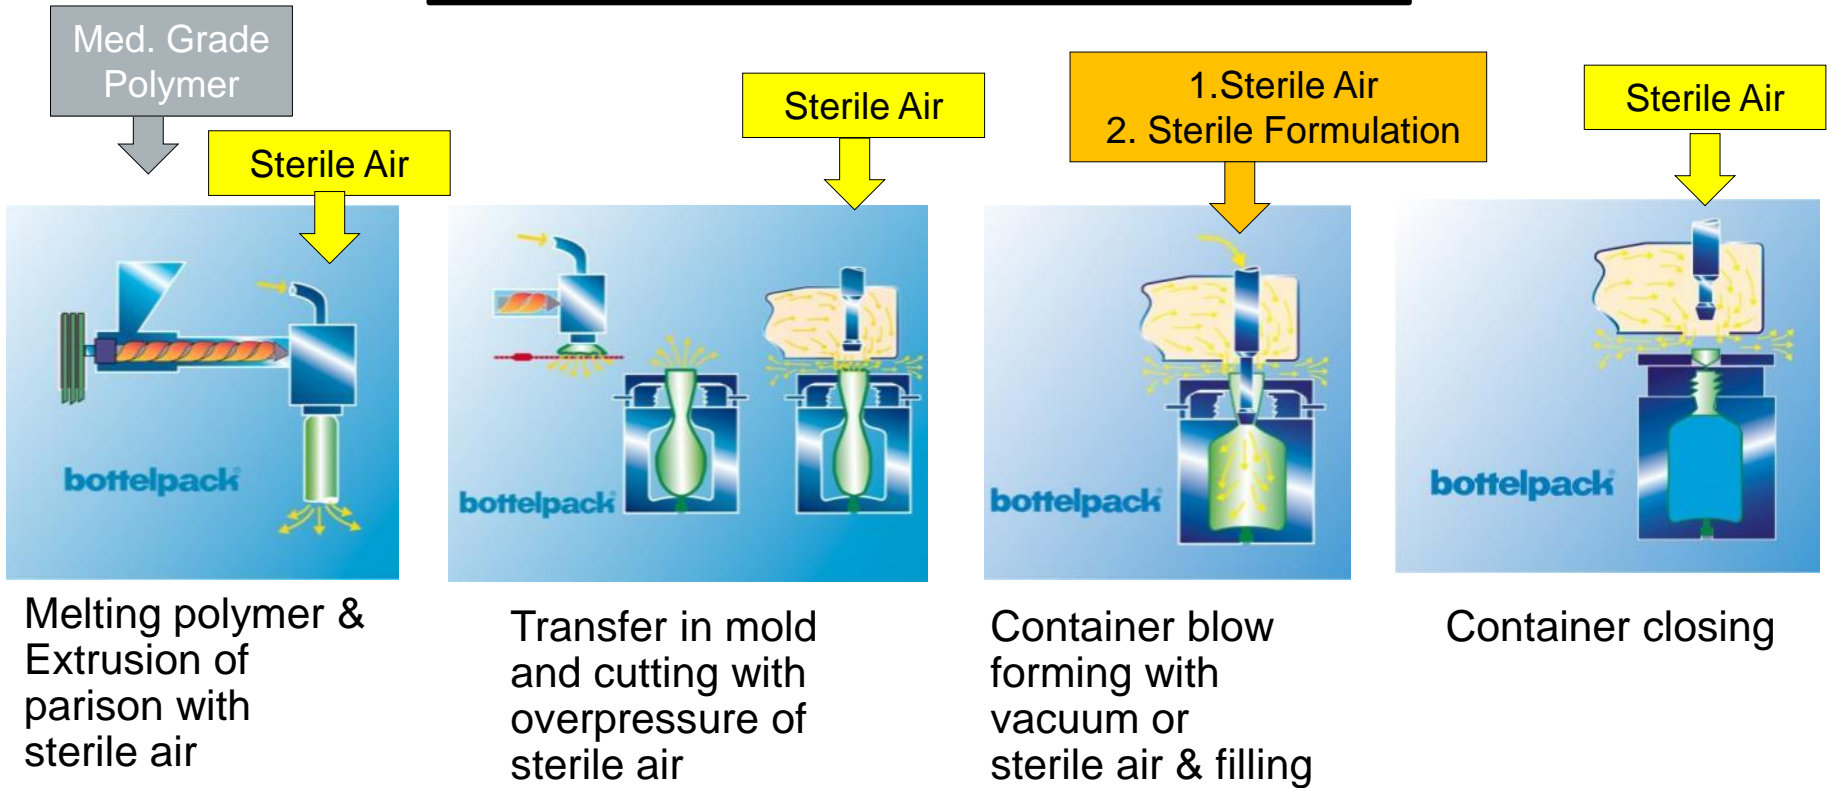 Med. Grade
Polymer
Sterile Air
Sterile Air
1.Sterile Air
2. Sterile Formulation
Sterile Air
bottelpack®
bottelpack®
bottelpack
bottelpack
Melting polymer &
Extrusion of
parison with
sterile air
Transfer in mold
and cutting with
overpressure of
sterile air
Container blow
forming with
vacuum or
sterile air & filling
Container closing